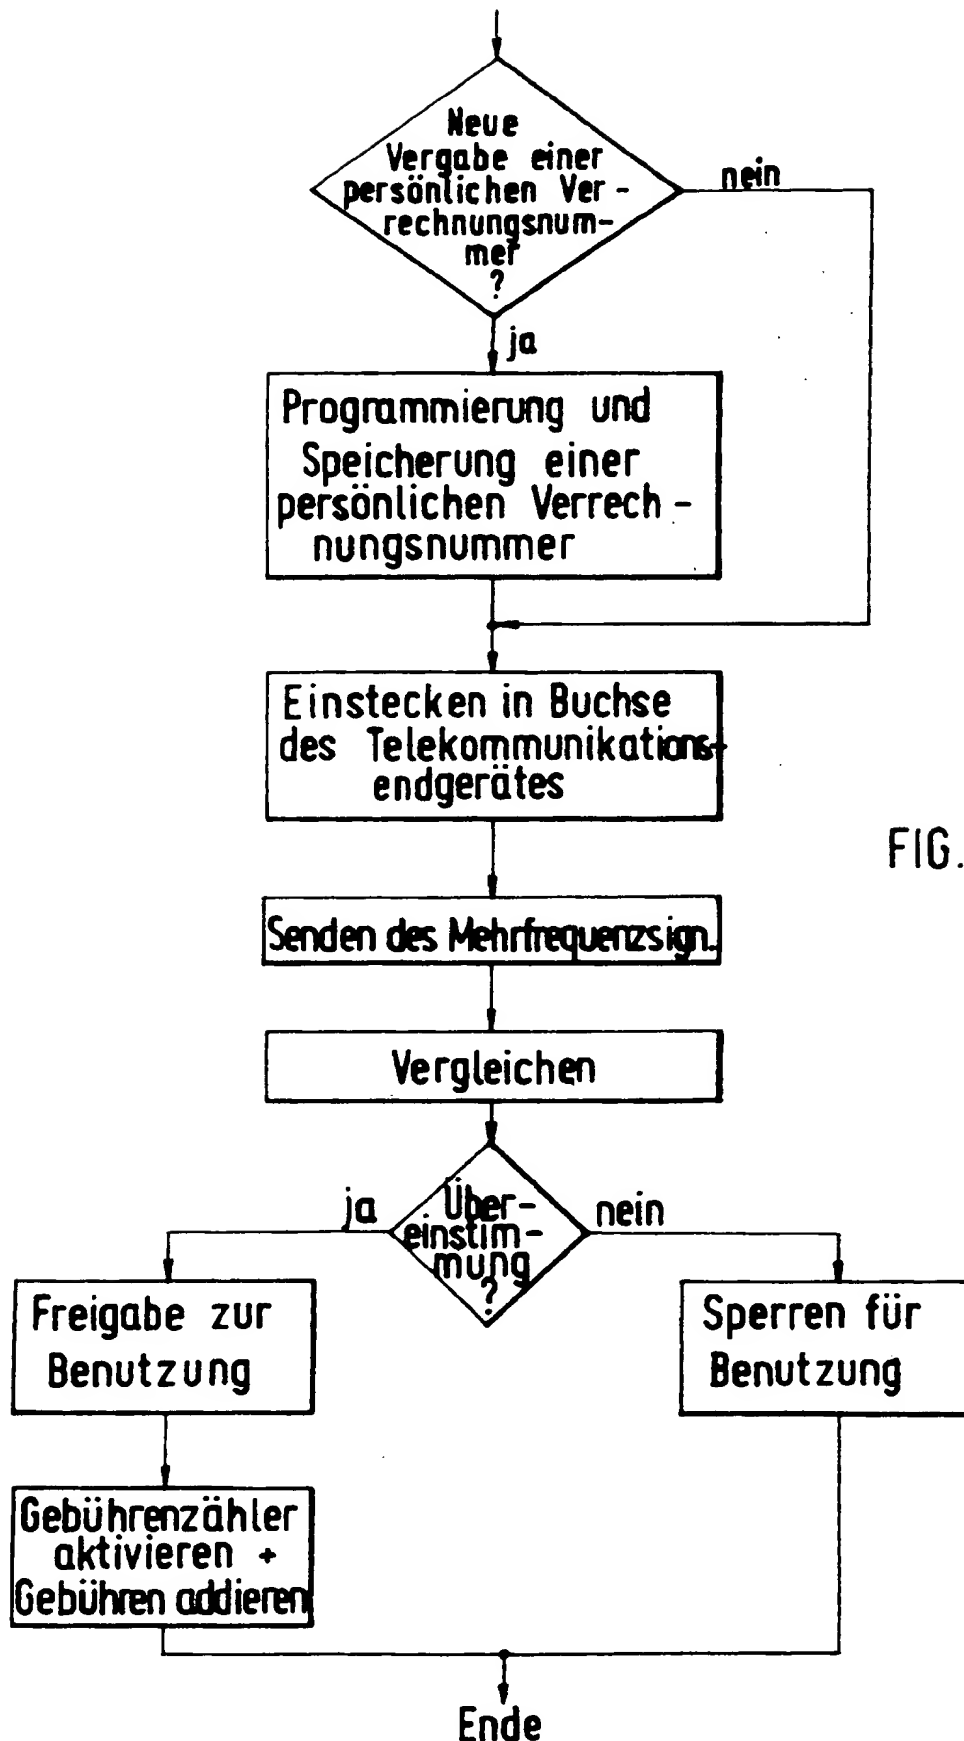 Neue
Vergabe einer
persönlichen Ver-
rechnungsnum-
mer
?
nein
ja
Programmierung und
Speicherung einer
persönlichen Verrech-
nungsnummer
Einstecken in Buchse
des Telekommunikations-
endgerätes
FIG.
Senden des Mehrfrequenzsign.
Vergleichen
ja
Über-
einstim-
mung
?
nein
Freigabe zur
Benutzung
Sperren für
Benutzung
Gebührenzähler
aktivieren +
Gebühren addieren
Ende